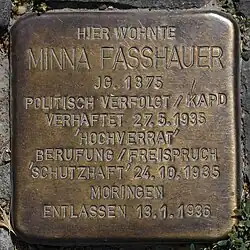 HIER WOHNTE
MINNA FASSHAUER
JG. 1875
POLITISCH VERFOLGT / KAPD
VERHAFTET 27.5.1935
'HOCHVERRAT'
BERUFUNG / FREISPRUCH
'SCHUTZHAFT' 24.10.1935
MORINGEN
ENTLASSEN 13.1.1936